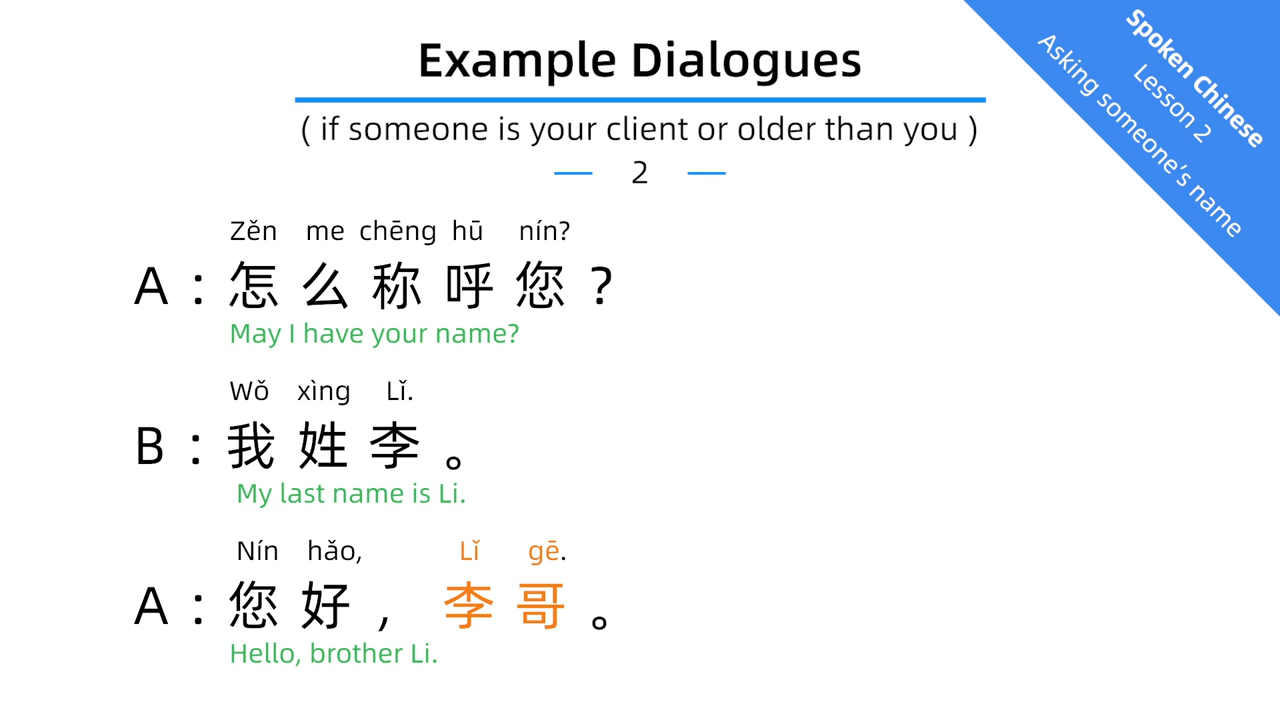 Example Dialogues
( if someone is your client or older than you )
2
Zěn me chēng hū nín?
A : 怎 么 称 呼 您 ?
May I have your name?
Wǒ xìng Lǐ.
B : 我 姓 李 。
My last name is Li.
Nín hǎo, Lǐ gē.
A : 您 好 , 李 哥 。
Hello, brother Li.
Spoken Chinese
Lesson 2
Asking someone's name